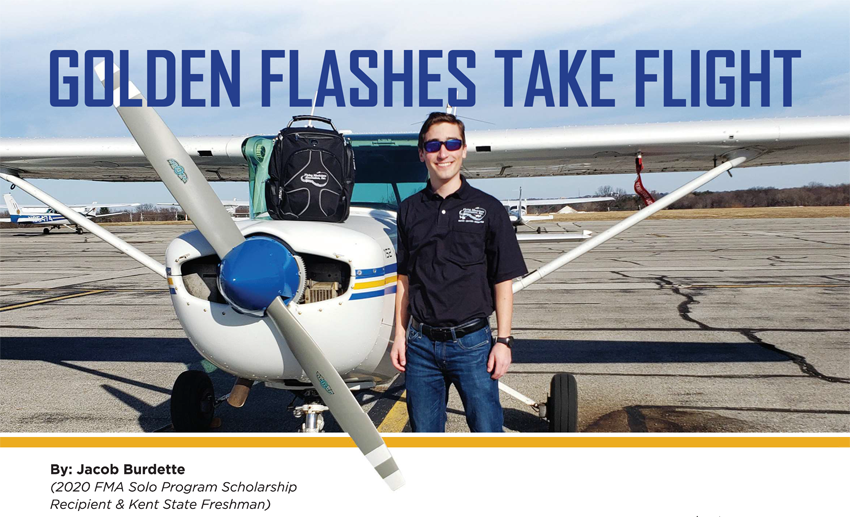 GOLDEN FLASHES TAKE FLIGHT
By: Jacob Burdette
(2020 FMA Solo Program Scholarship
Recipient & Kent State Freshman)